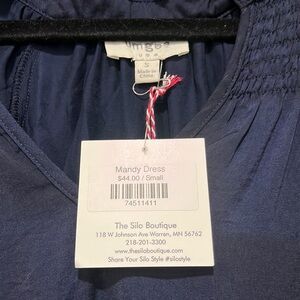 umgee
U S A
S
Made in
China
Mandy Dress
$44.00 / Small
74511411
The Silo Boutique
118 W Johnson Ave Warren, MN 56762
218-201-3300
www.thesiloboutique.com
Share Your Silo Style #silostyle